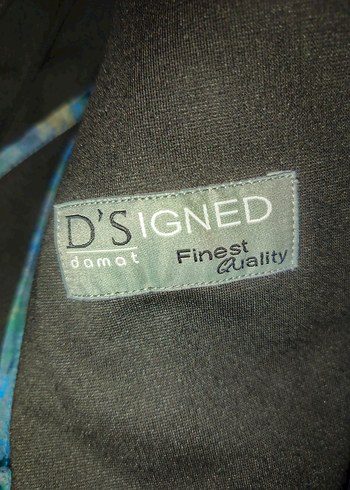 D'SIGNED
damat
Finest
Quality